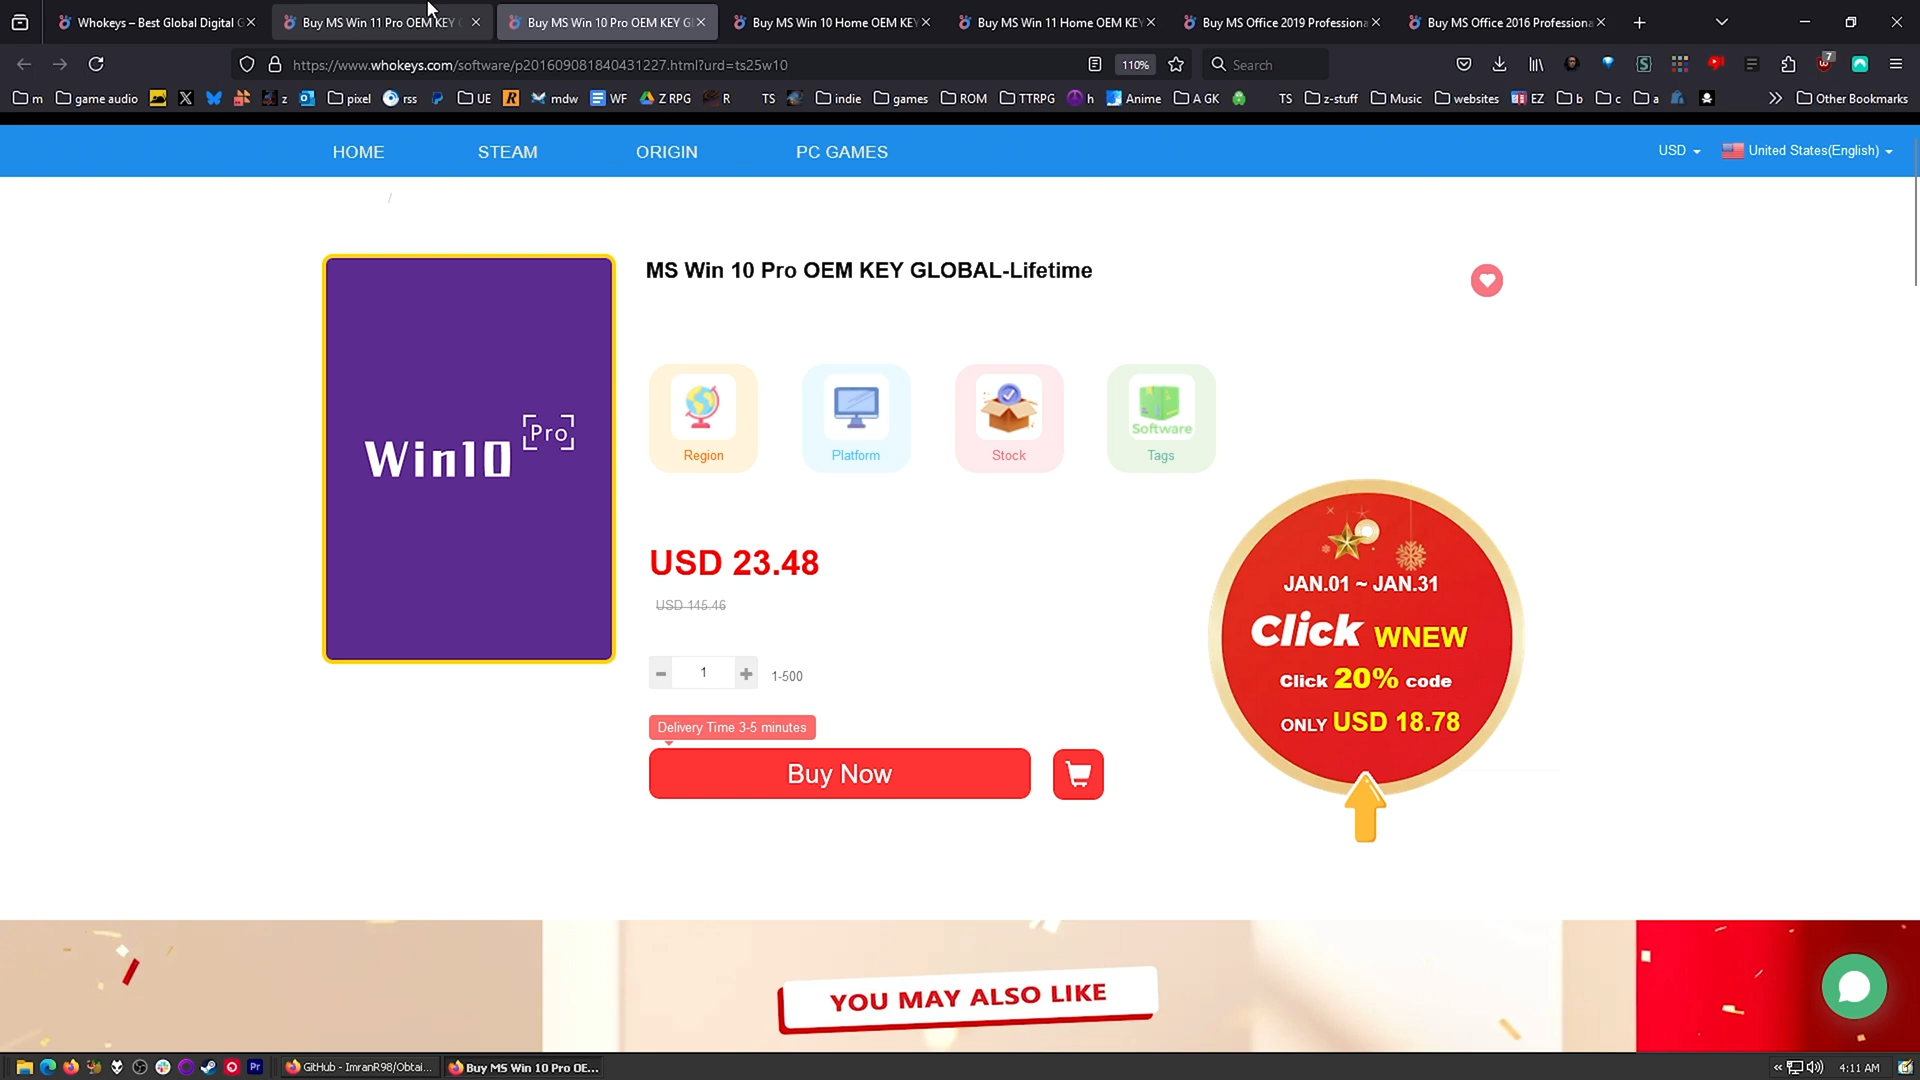 Whokeys – Best Global Digital G
Buy MS Win 11 Pro OEM KEY G
Buy MS Win 10 Pro OEM KEY Gl
Buy MS Win 10 Home OEM KEY
Buy MS Win 11 Home OEM KEY
Buy MS Office 2019 Professiona
Buy MS Office 2016 Professiona
https://www.whokeys.com/software/p201609081840431227.html?urd=ts25w10
110%
Search
7
m
game audio
z
pixel
rss
UE
mdw
WF
Z RPG
R
TS
indie
games
ROM
TTRPG
h
Anime
A GK
TS
z-stuff
Music
websites
EZ
b
c
a
Other Bookmarks
HOME
STEAM
ORIGIN
PC GAMES
USD
United States(English)
/
MS Win 10 Pro OEM KEY GLOBAL-Lifetime
Win10 [Pro]
Software
Region
Platform
Stock
Tags
USD 23.48
USD 145.46
1
1-500
Delivery Time 3-5 minutes
Buy Now
JAN.01 ~ JAN.31
Click WNEW
Click 20% code
ONLY USD 18.78
YOU MAY ALSO LIKE
GitHub - ImranR98/Obtai...
Buy MS Win 10 Pro OE...
4:11 AM